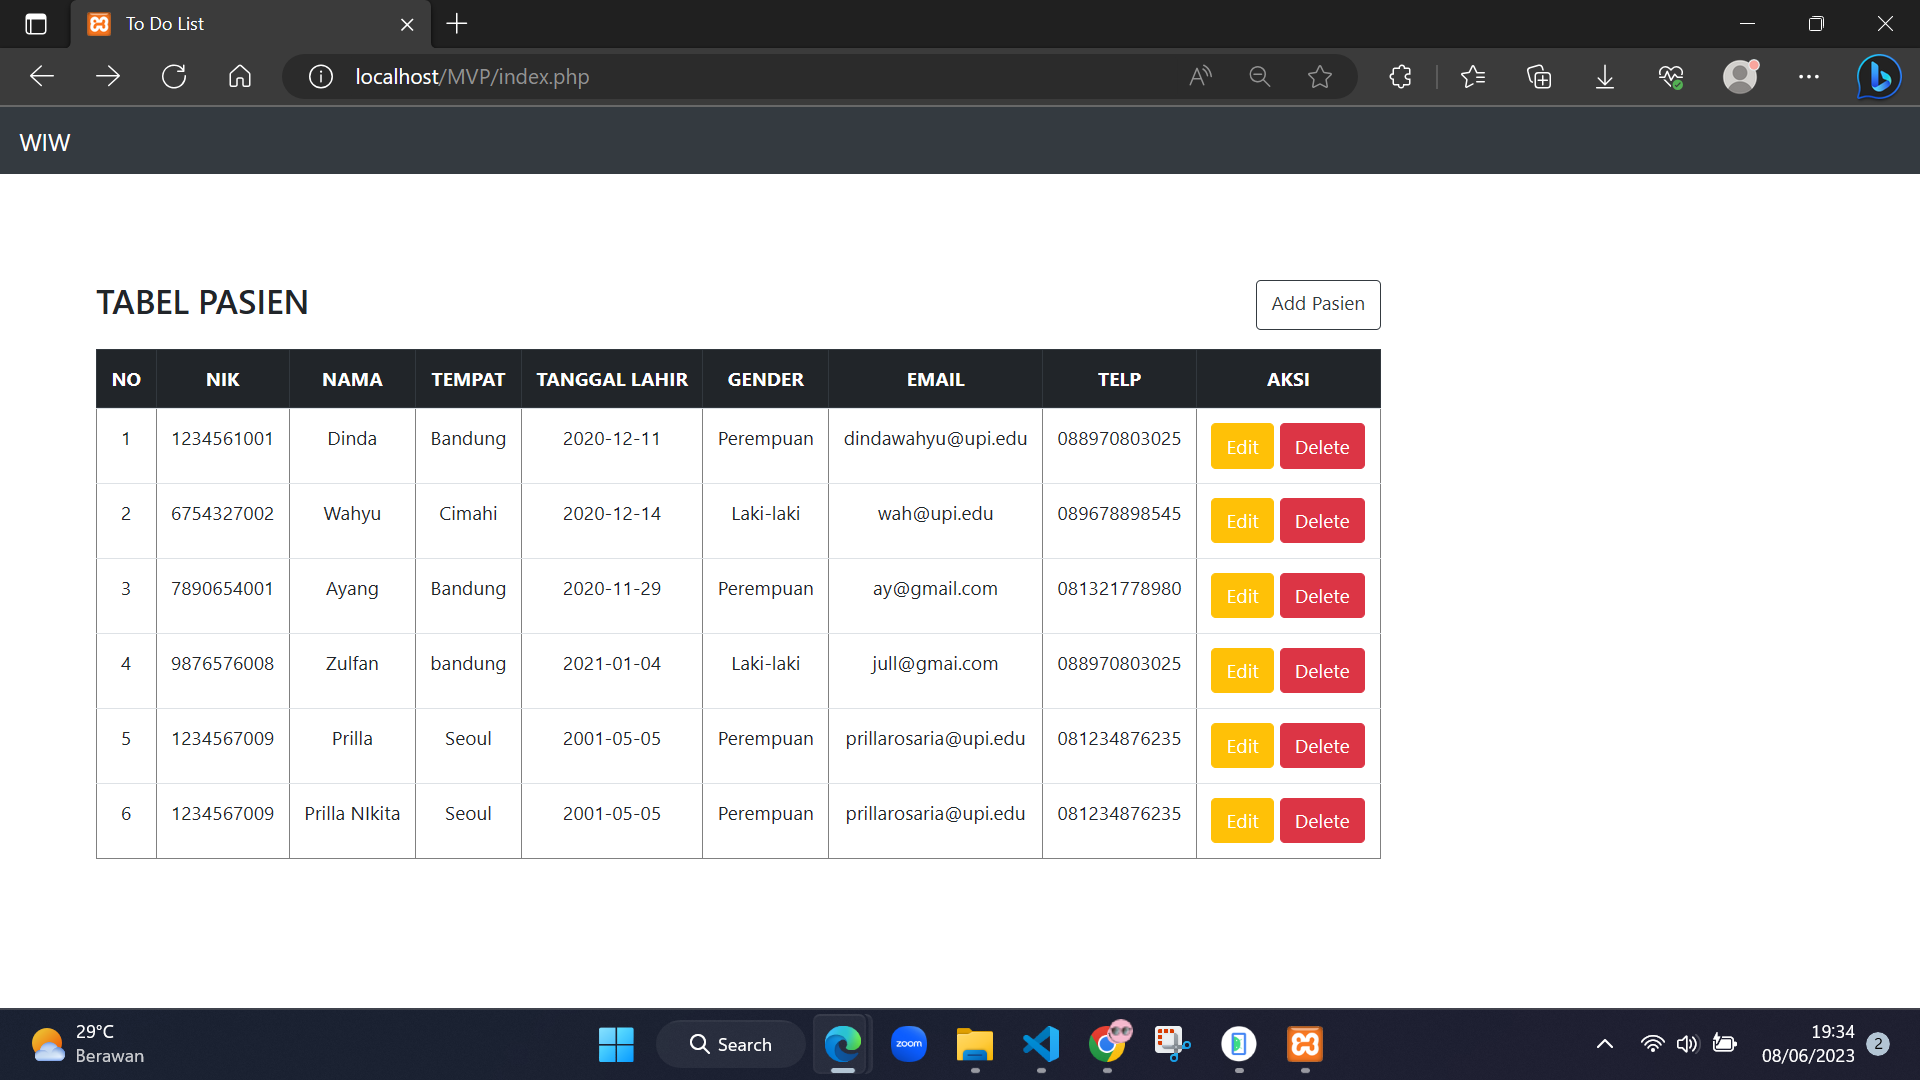 To Do List
localhost/MVP/index.php
WIW
TABEL PASIEN
Add Pasien
NO NIK NAMA TEMPAT TANGGAL LAHIR GENDER EMAIL TELP AKSI
1 1234561001 Dinda Bandung 2020-12-11 Perempuan dindawahyu@upi.edu 088970803025 Edit Delete
2 6754327002 Wahyu Cimahi 2020-12-14 Laki-laki wah@upi.edu 089678898545 Edit Delete
3 7890654001 Ayang Bandung 2020-11-29 Perempuan ay@gmail.com 081321778980 Edit Delete
4 9876576008 Zulfan bandung 2021-01-04 Laki-laki jull@gmai.com 088970803025 Edit Delete
5 1234567009 Prilla Seoul 2001-05-05 Perempuan prillarosaria@upi.edu 081234876235 Edit Delete
6 1234567009 Prilla NIkita Seoul 2001-05-05 Perempuan prillarosaria@upi.edu 081234876235 Edit Delete
29°C
Berawan
Search
zoom
19:34
08/06/2023
2